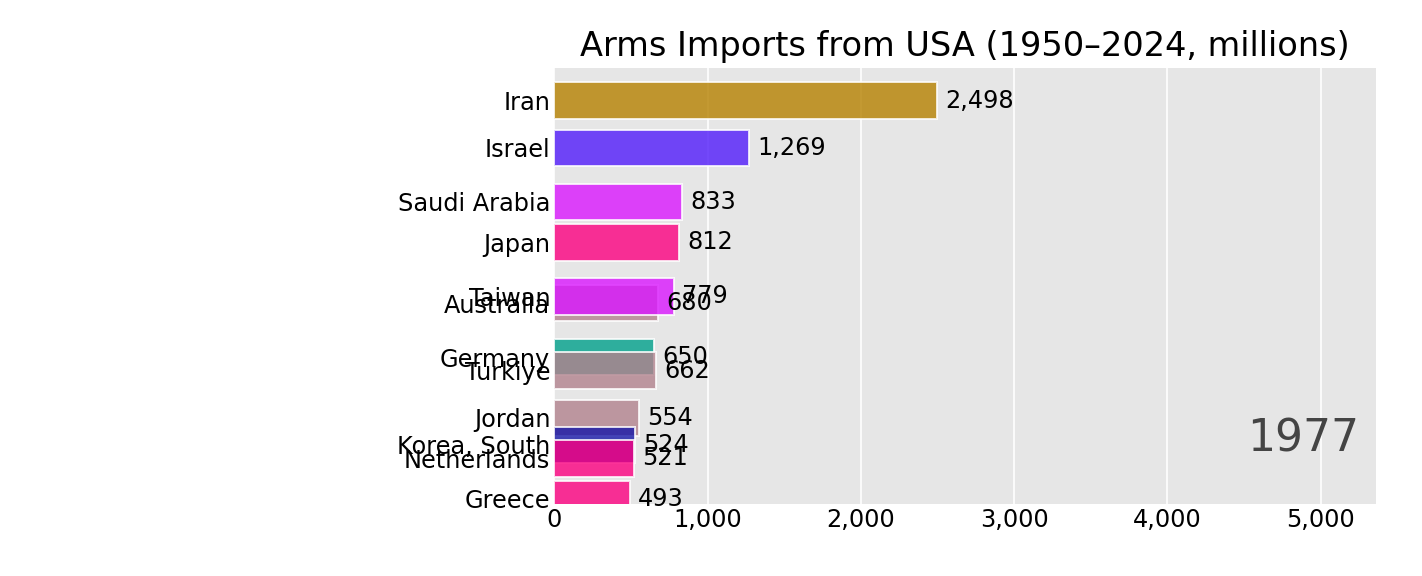 Arms Imports from USA (1950–2024, millions)
Iran 2,498
Israel 1,269
Saudi Arabia 833
Japan 812
Taiwan 779
Australia 680
Germany 650
Türkiye 662
Jordan 554
Korea, South 524
Netherlands 521
Greece 493
1977
0 1,000 2,000 3,000 4,000 5,000